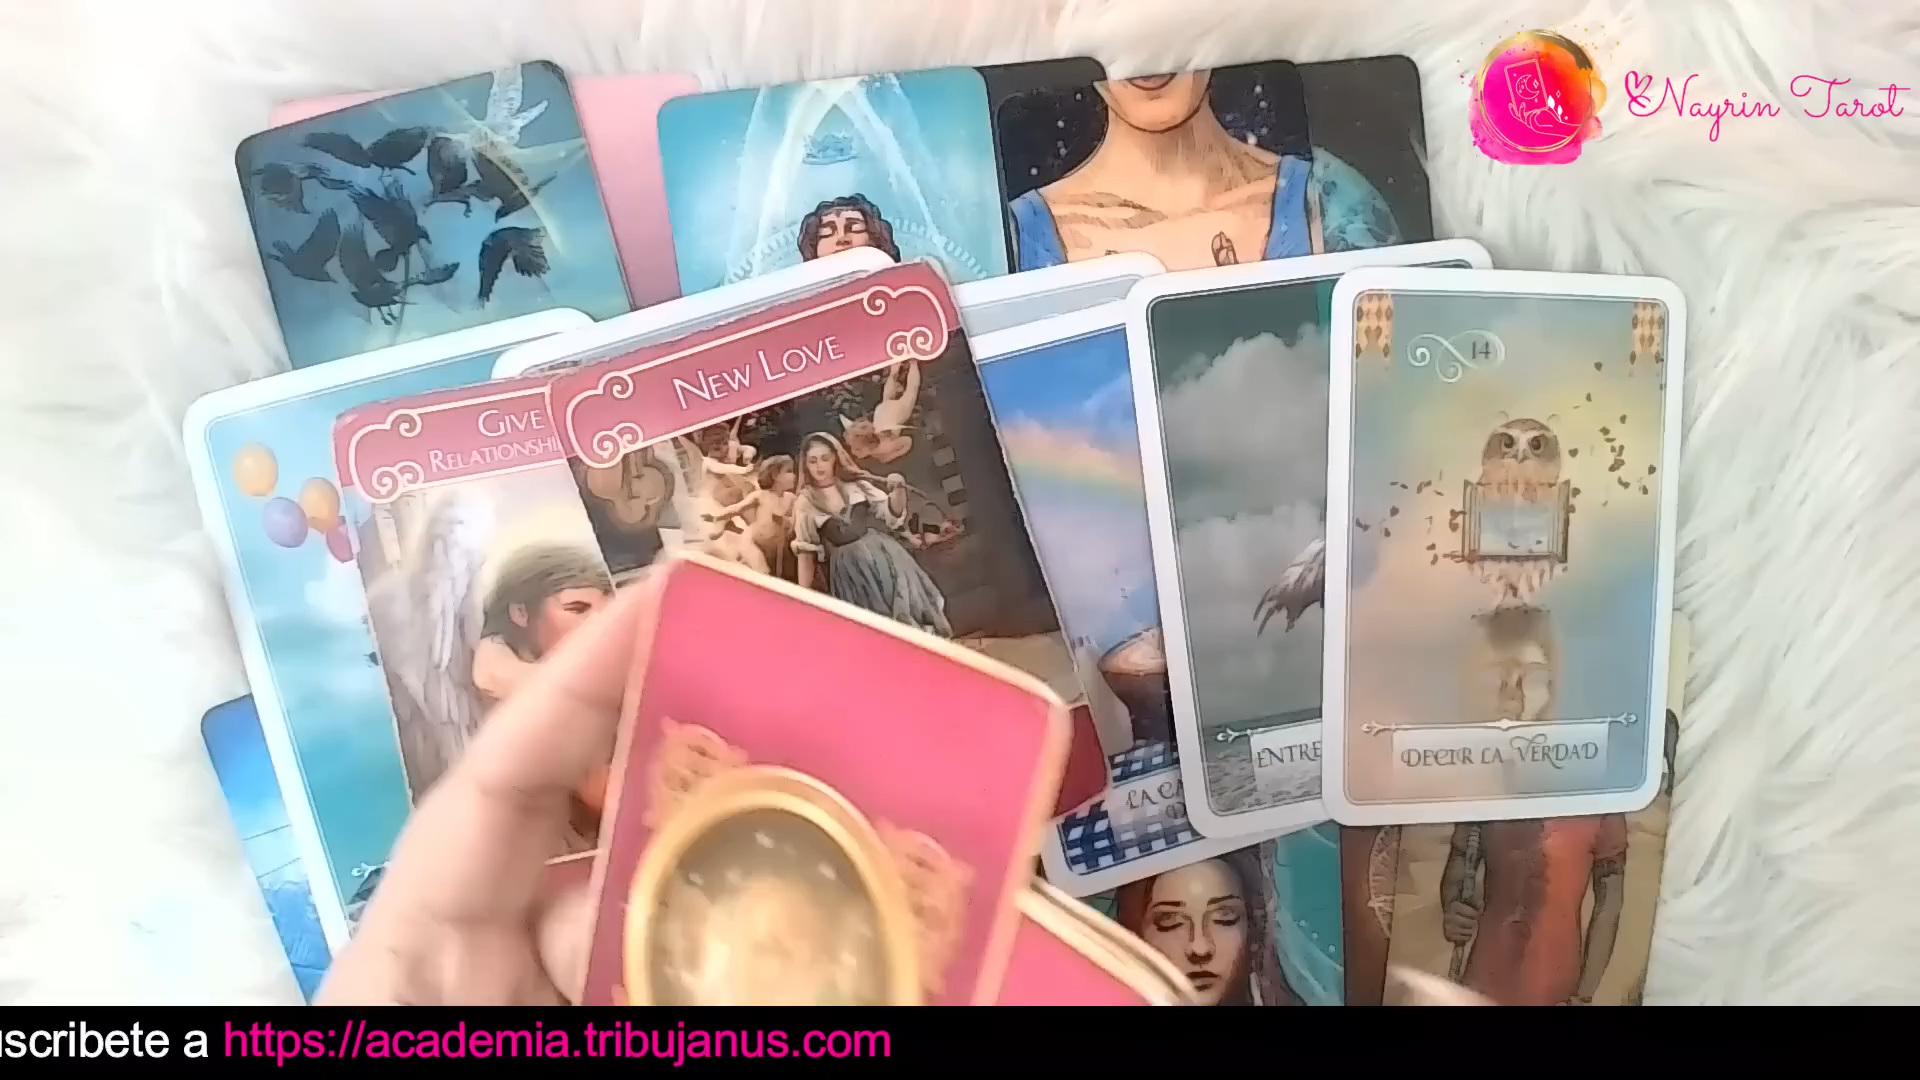 Nayrin Tarot
NEW LOVE
GIVE
RELATIONSHI
14
ENTRE
DECIR LA VERDAD
LA CA
uscribete a https://academia.tribujanus.com